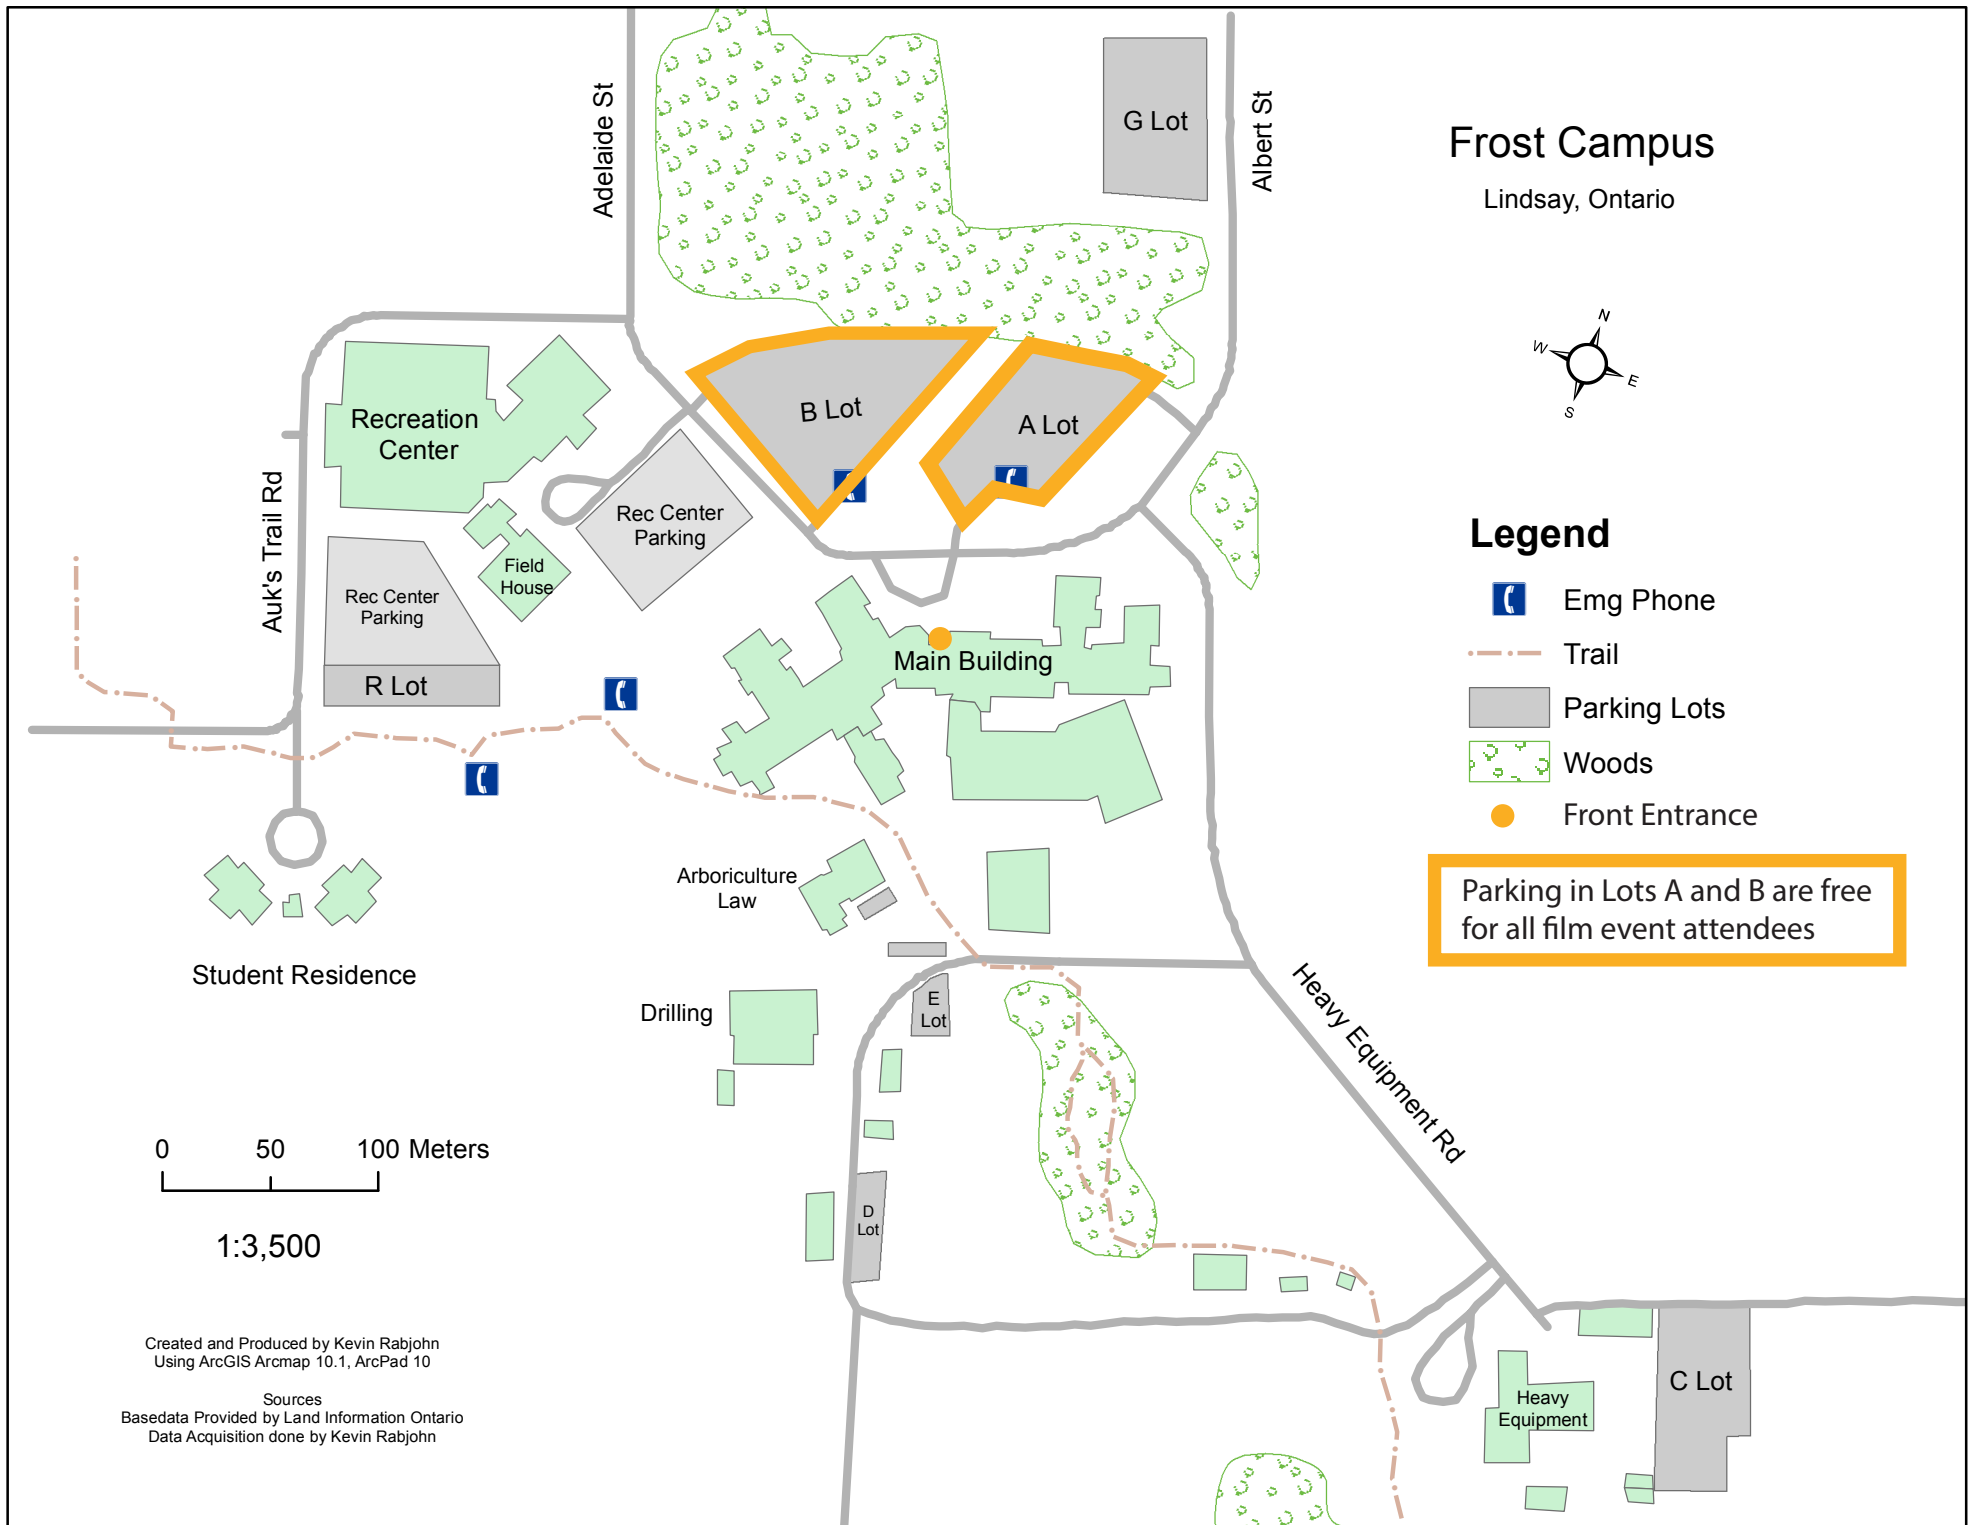 Adelaide St
G Lot
Albert St
Frost Campus
Lindsay, Ontario
N
W
E
S
B Lot
A Lot
Recreation
Center
Auk's Trail Rd
Rec Center
Parking
Field
House
Rec Center
Parking
R Lot
Main Building
Legend
Emg Phone
Trail
Parking Lots
Woods
Front Entrance
Parking in Lots A and B are free
for all film event attendees
Arboriculture
Law
Student Residence
Drilling
E
Lot
Heavy Equipment Rd
0 50 100 Meters
1:3,500
D
Lot
Created and Produced by Kevin Rabjohn
Using ArcGIS Arcmap 10.1, ArcPad 10
Sources
Basedata Provided by Land Information Ontario
Data Acquisition done by Kevin Rabjohn
Heavy
Equipment
C Lot